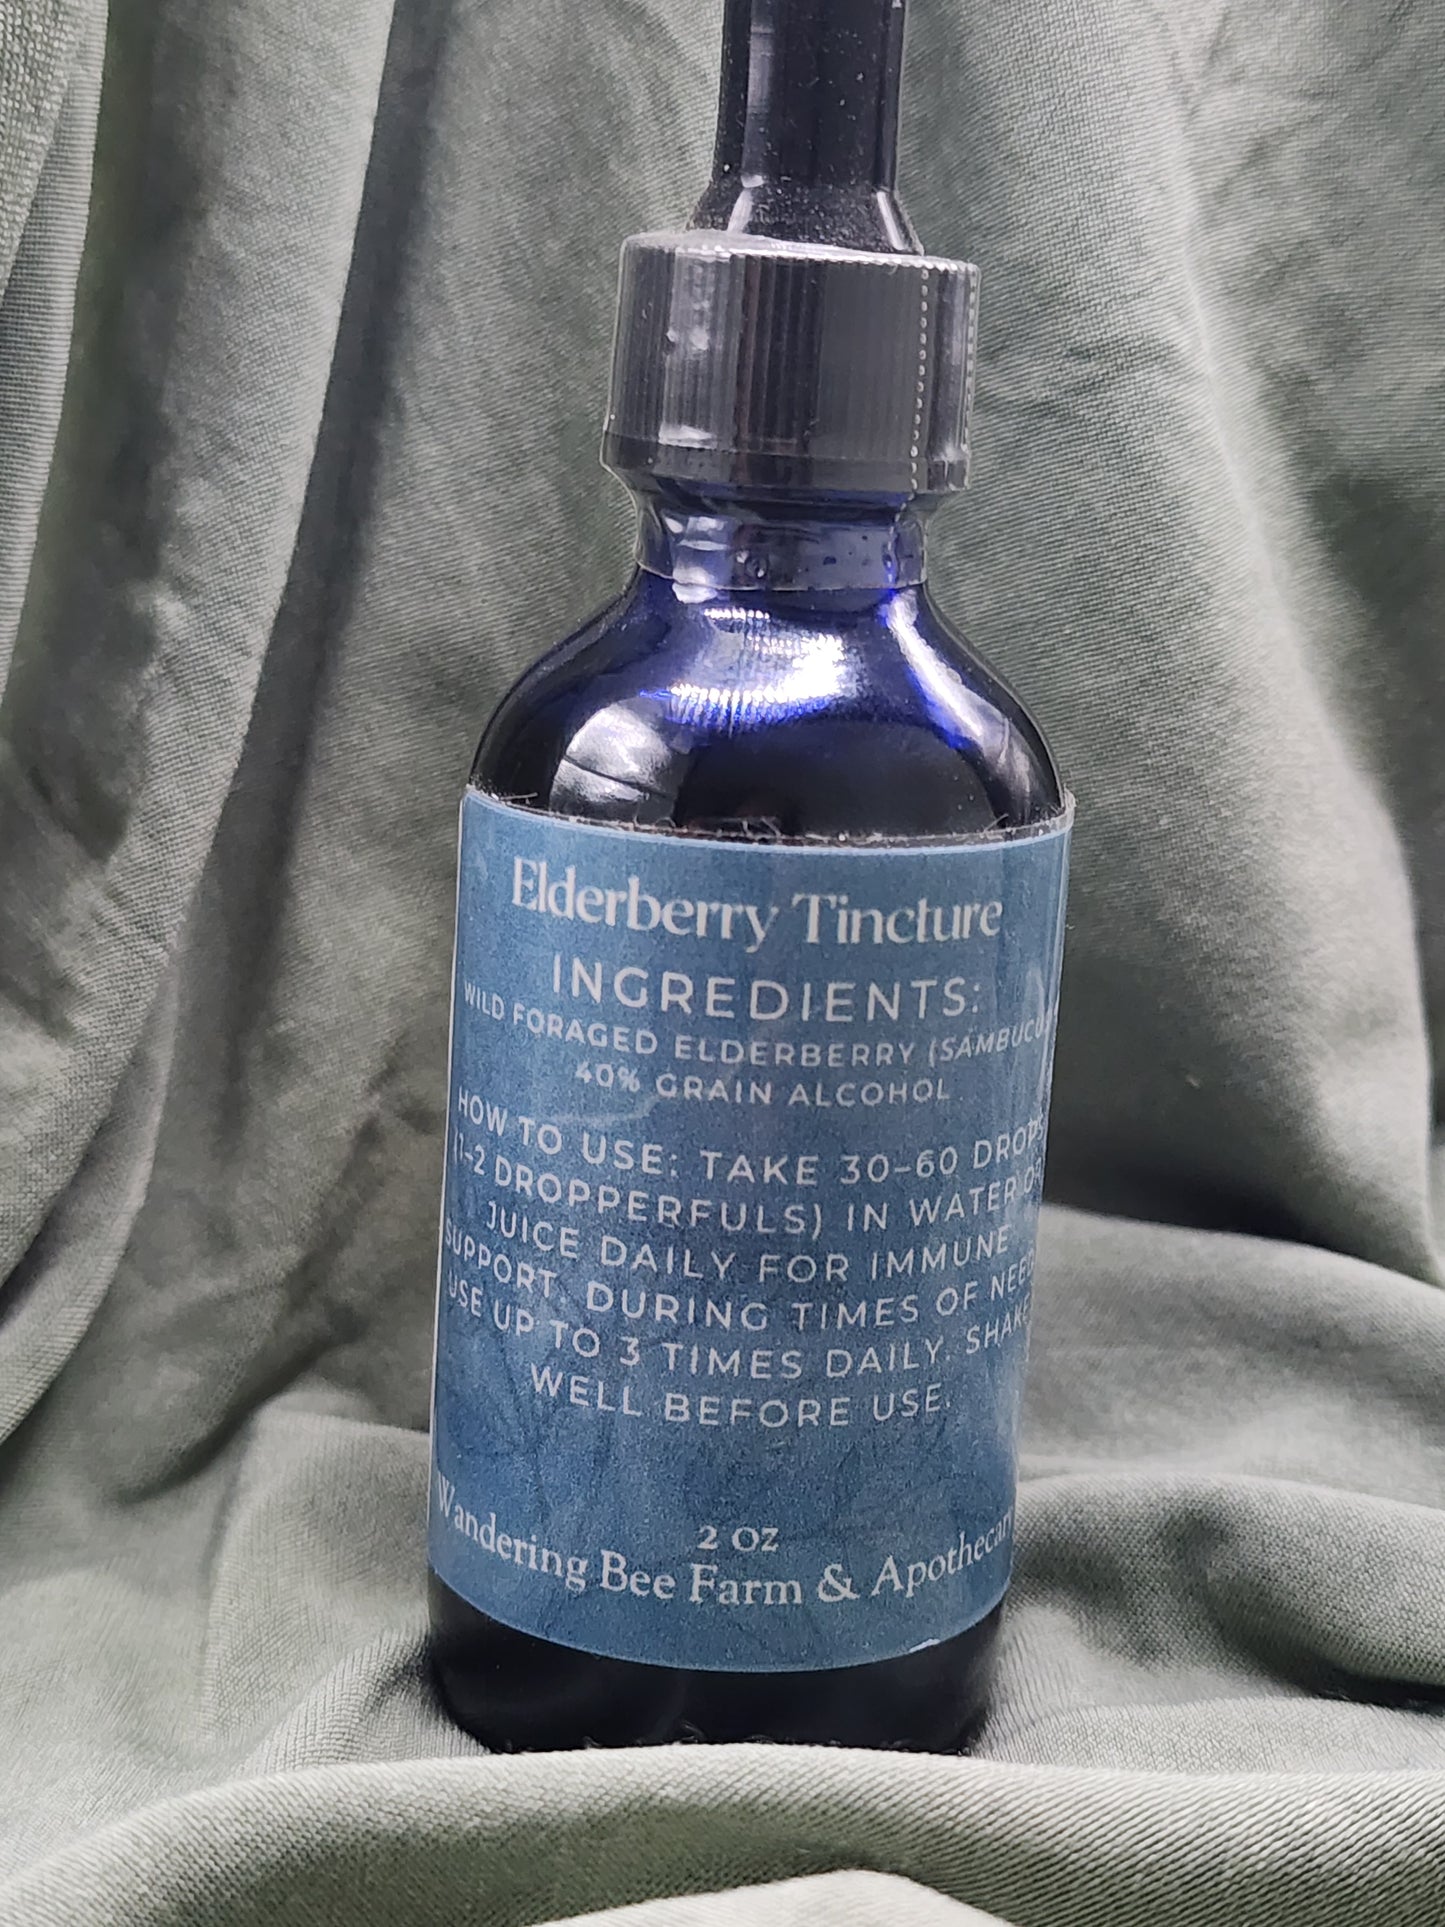 Elderberry Tincture
INGREDIENTS:
WILD FORAGED ELDERBERRY (SAMBUCUS
40% GRAIN ALCOHOL
HOW TO USE: TAKE 30-60 DROPS
(1-2 DROPPERFULS) IN WATER OR
JUICE DAILY FOR IMMUNE
SUPPORT. DURING TIMES OF NEED
USE UP TO 3 TIMES DAILY. SHAKE
WELL BEFORE USE.
2 OZ
Wandering Bee Farm & Apothecary